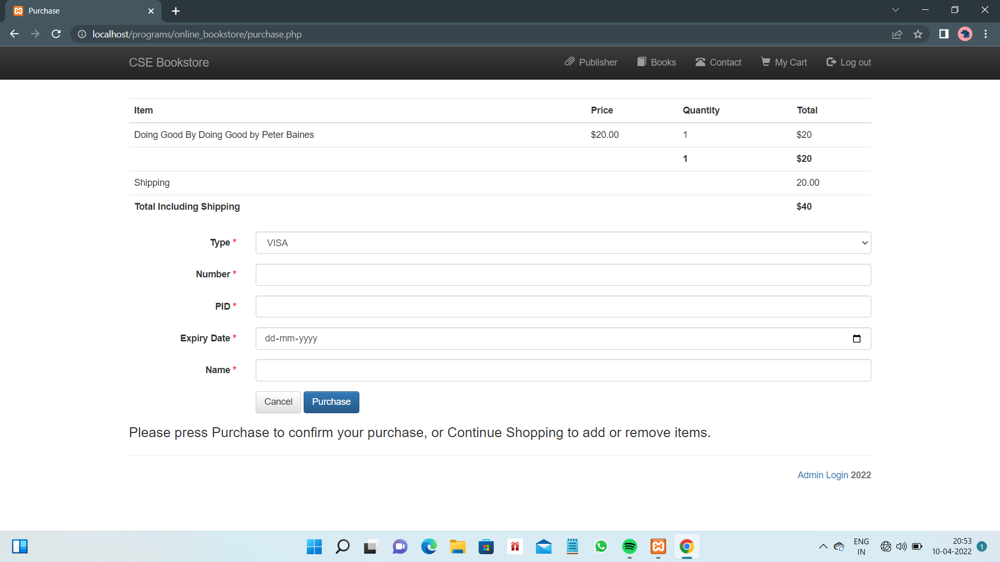 Purchase
localhost/programs/online_bookstore/purchase.php
CSE Bookstore
Publisher Books Contact My Cart Log out
Item Price Quantity Total
Doing Good By Doing Good by Peter Baines $20.00 1 $20
1 $20
Shipping 20.00
Total Including Shipping $40
Type * VISA
Number *
PID *
Expiry Date * dd-mm-yyyy
Name *
Cancel Purchase
Please press Purchase to confirm your purchase, or Continue Shopping to add or remove items.
Admin Login 2022
ENG 20:53
IN 10-04-2022 1